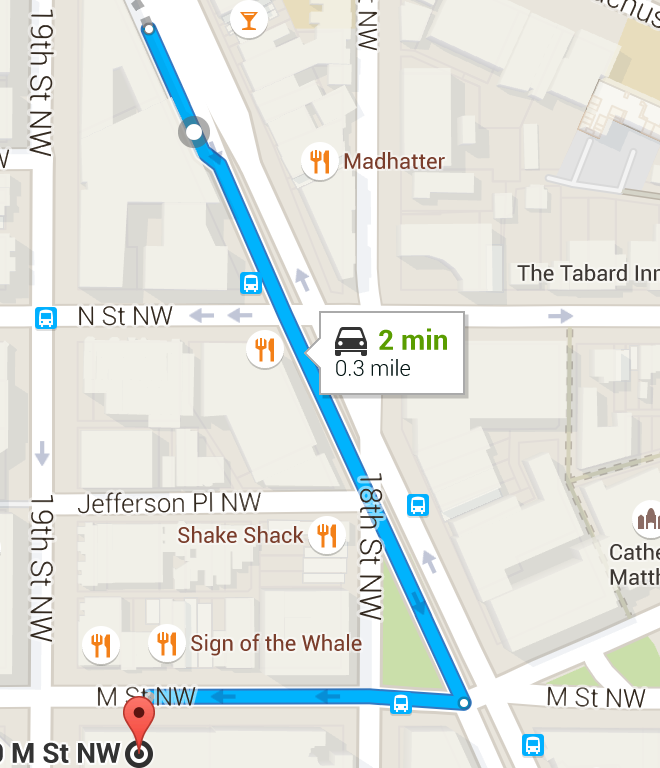 19th St NW
Madhatter
The Tabard Inn
N St NW
2 min
0.3 mile
Jefferson Pl NW
18th St NW
Shake Shack
19th St NW
Sign of the Whale
M St NW
M St NW
M St NW